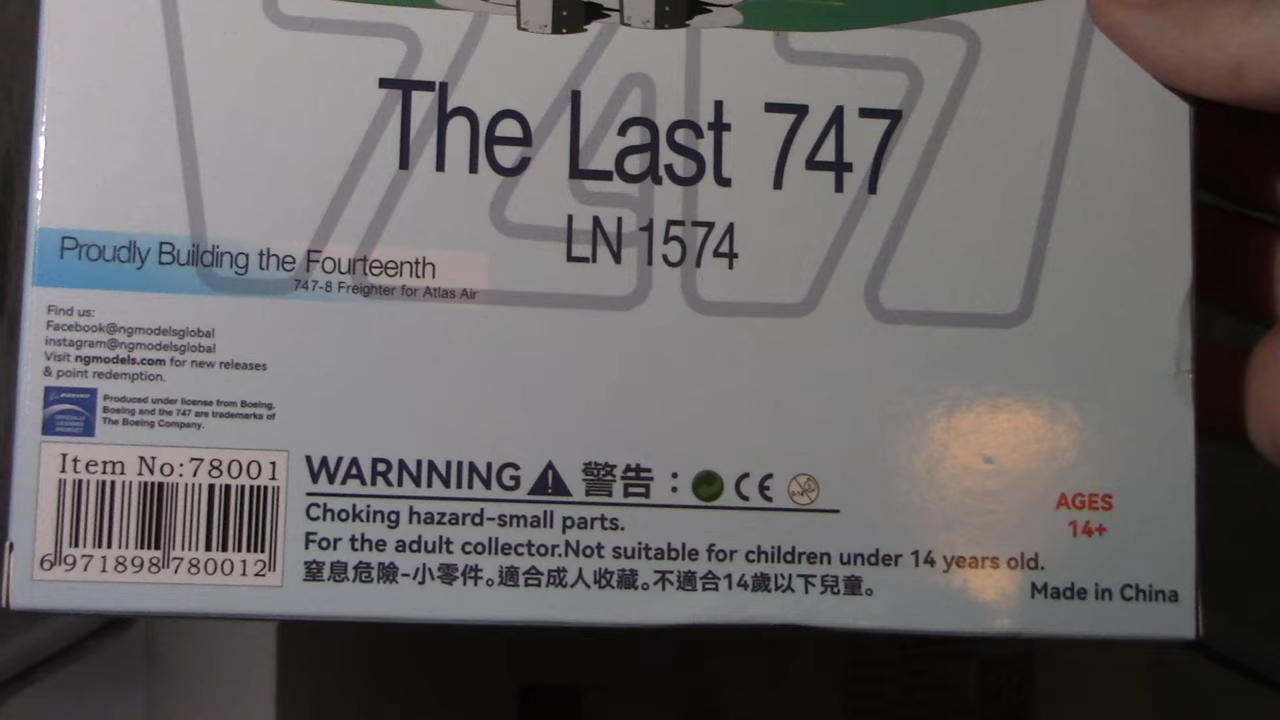 The Last 747
LN 1574
Proudly Building the Fourteenth
747-8 Freighter for Atlas Air
Find us:
Facebook@ngmodelsglobal
instagram@ngmodelsglobal
Visit ngmodels.com for new releases
& point redemption.
BOEING
OFFICIALLY
LICENSED
PRODUCT
Produced under license from Boeing.
Boeing and the 747 are trademarks of
The Boeing Company.
Item No:78001
6 971898 780012
WARNNING 警告：CE
Choking hazard-small parts.
For the adult collector.Not suitable for children under 14 years old.
窒息危險-小零件。適合成人收藏。不適合14歲以下兒童。
AGES
14+
Made in China